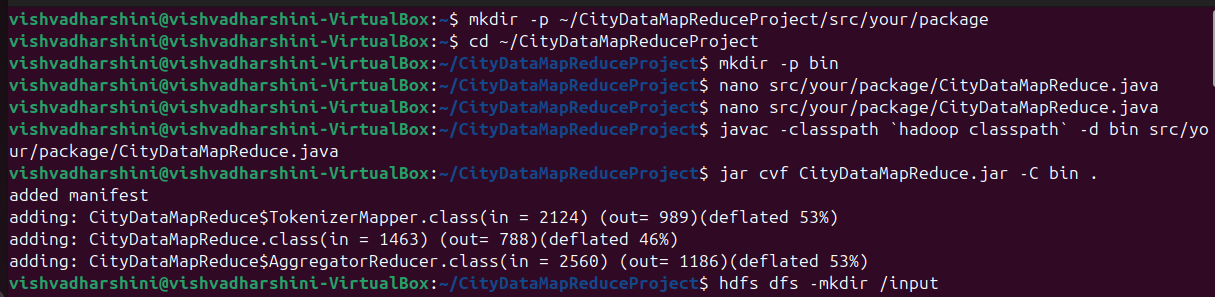 vishvadharshini@vishvadharshini-VirtualBox:~$ mkdir -p ~/CityDataMapReduceProject/src/your/package
vishvadharshini@vishvadharshini-VirtualBox:~$ cd ~/CityDataMapReduceProject
vishvadharshini@vishvadharshini-VirtualBox:~/CityDataMapReduceProject$ mkdir -p bin
vishvadharshini@vishvadharshini-VirtualBox:~/CityDataMapReduceProject$ nano src/your/package/CityDataMapReduce.java
vishvadharshini@vishvadharshini-VirtualBox:~/CityDataMapReduceProject$ nano src/your/package/CityDataMapReduce.java
vishvadharshini@vishvadharshini-VirtualBox:~/CityDataMapReduceProject$ javac -classpath `hadoop classpath` -d bin src/yo
ur/package/CityDataMapReduce.java
vishvadharshini@vishvadharshini-VirtualBox:~/CityDataMapReduceProject$ jar cvf CityDataMapReduce.jar -C bin .
added manifest
adding: CityDataMapReduce$TokenizerMapper.class(in = 2124) (out= 989)(deflated 53%)
adding: CityDataMapReduce.class(in = 1463) (out= 788)(deflated 46%)
adding: CityDataMapReduce$AggregatorReducer.class(in = 2560) (out= 1186)(deflated 53%)
vishvadharshini@vishvadharshini-VirtualBox:~/CityDataMapReduceProject$ hdfs dfs -mkdir /input